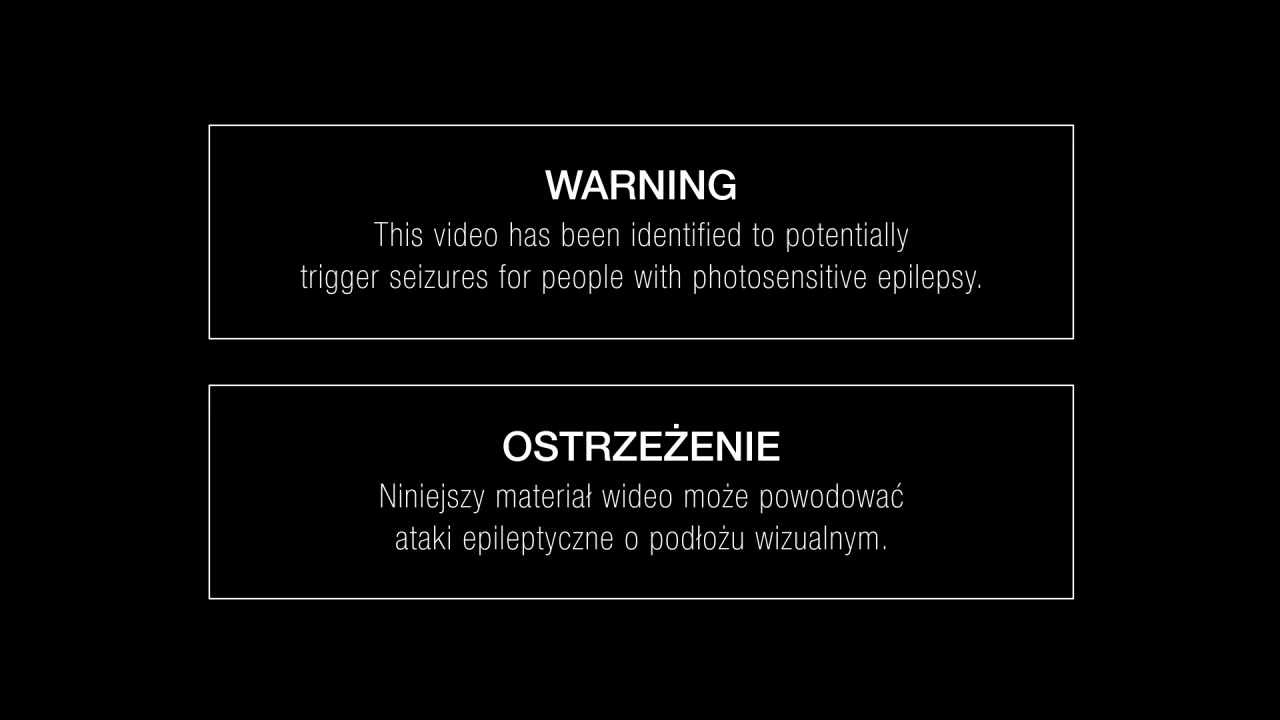 WARNING
This video has been identified to potentially
trigger seizures for people with photosensitive epilepsy.
OSTRZEŻENIE
Niniejszy materiał wideo może powodować
ataki epileptyczne o podłożu wizualnym.